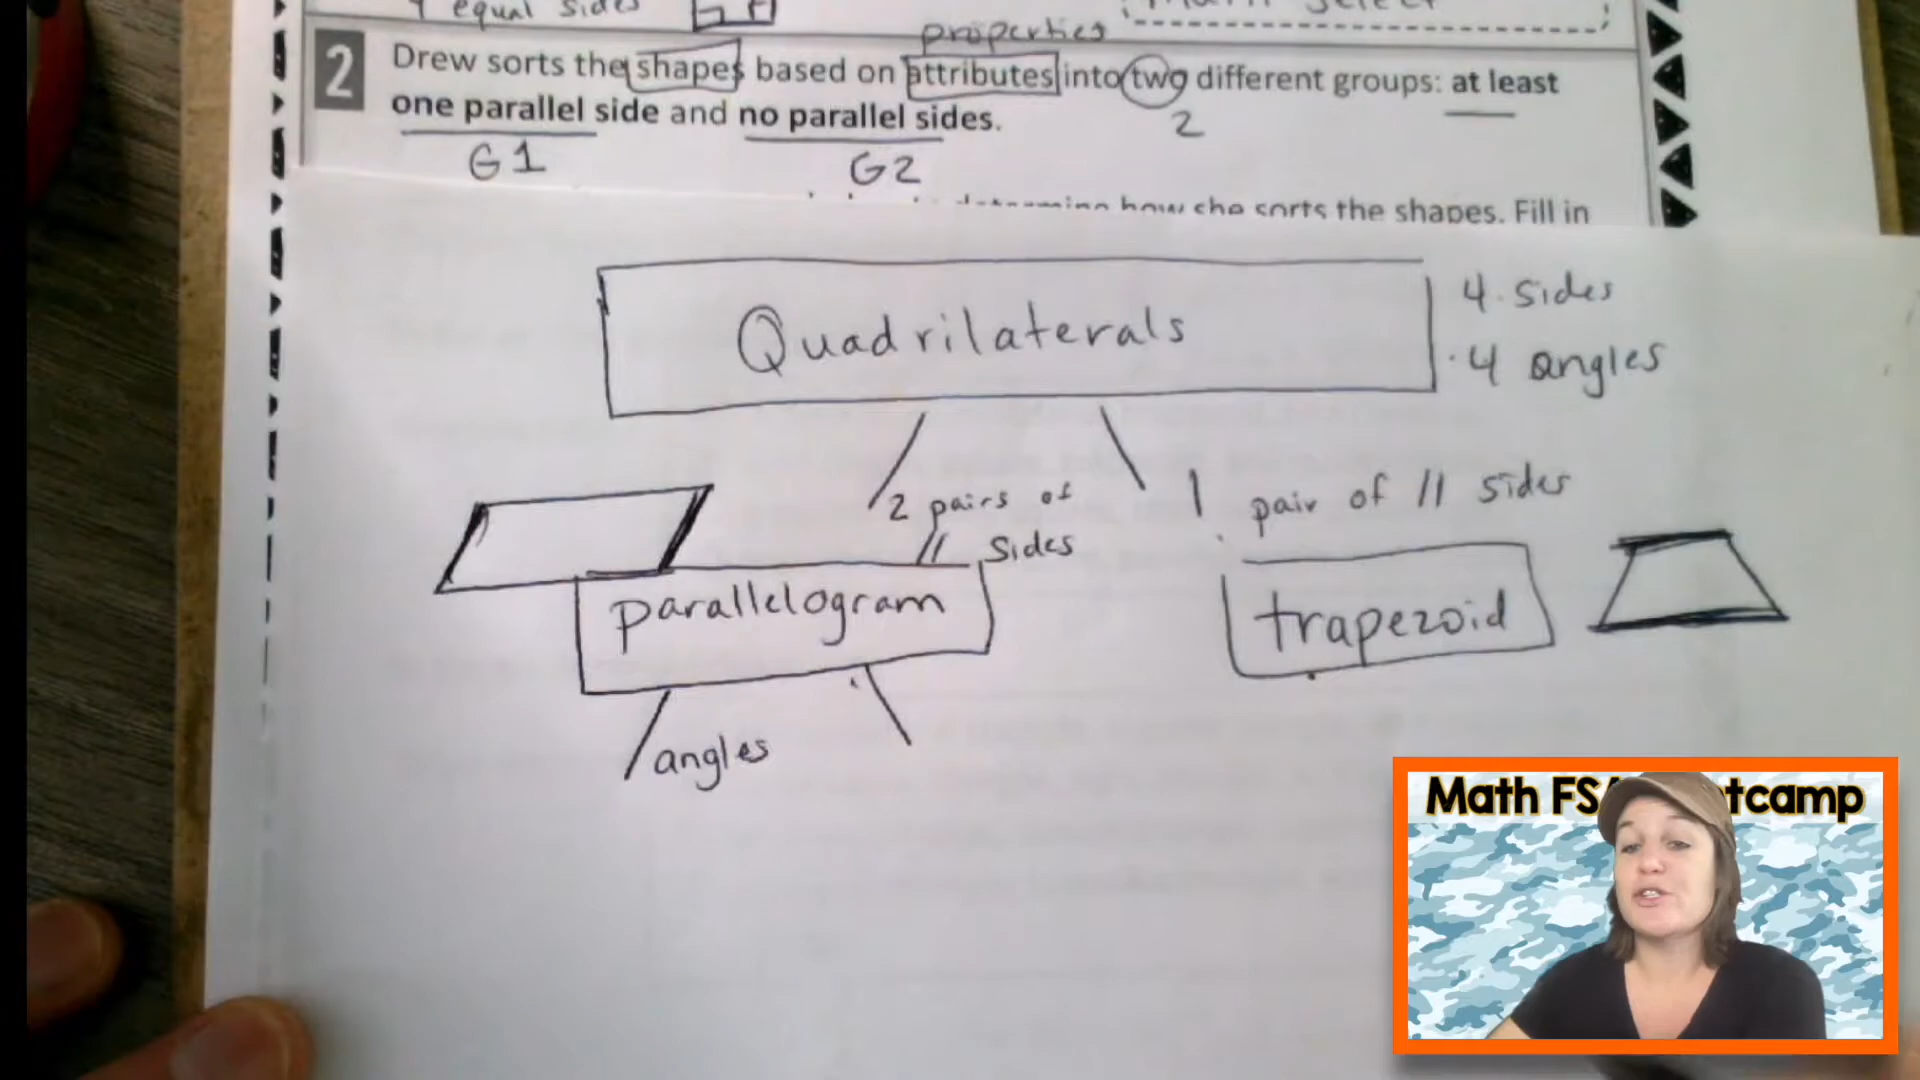 equal sides
properties
2 Drew sorts the shapes based on attributes into two different groups: at least
one parallel side and no parallel sides.
2
G1 G2
how she sorts the shapes. Fill in
Quadrilaterals
4 sides
4 angles
2 pairs of
// sides
1 pair of // sides
parallelogram
trapezoid
angles
Math FS tcamp